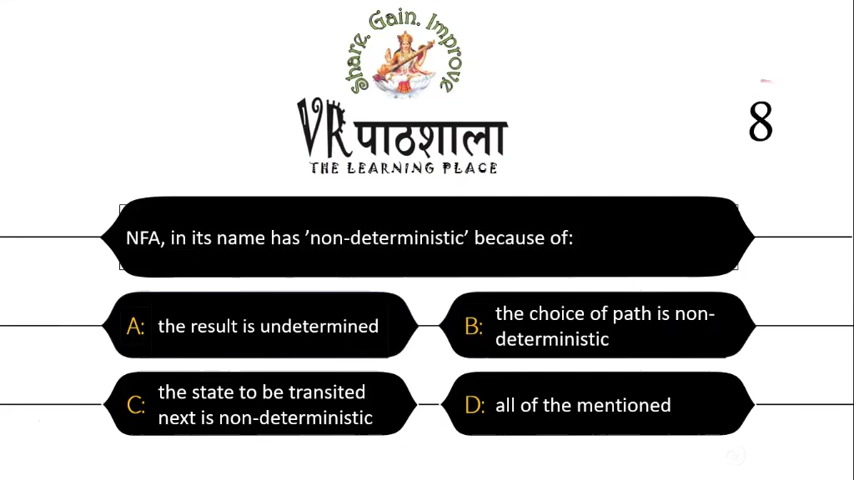 Share. Gain. Improve
VR पाठशाला
THE LEARNING PLACE
8
NFA, in its name has ’non-deterministic’ because of:
A: the result is undetermined
B: the choice of path is non-
deterministic
C: the state to be transited
next is non-deterministic
D: all of the mentioned